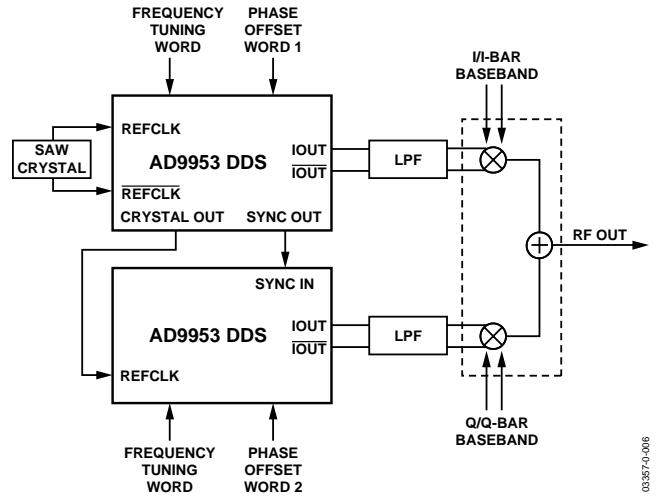 FREQUENCY
TUNING
WORD
PHASE
OFFSET
WORD 1
I/I-BAR
BASEBAND
SAW
CRYSTAL
REFCLK
AD9953 DDS
REFCLK
CRYSTAL OUT
SYNC OUT
IOUT
IOUT
LPF
RF OUT
SYNC IN
AD9953 DDS
REFCLK
IOUT
IOUT
LPF
FREQUENCY
TUNING
WORD
PHASE
OFFSET
WORD 2
Q/Q-BAR
BASEBAND
03357-0-006